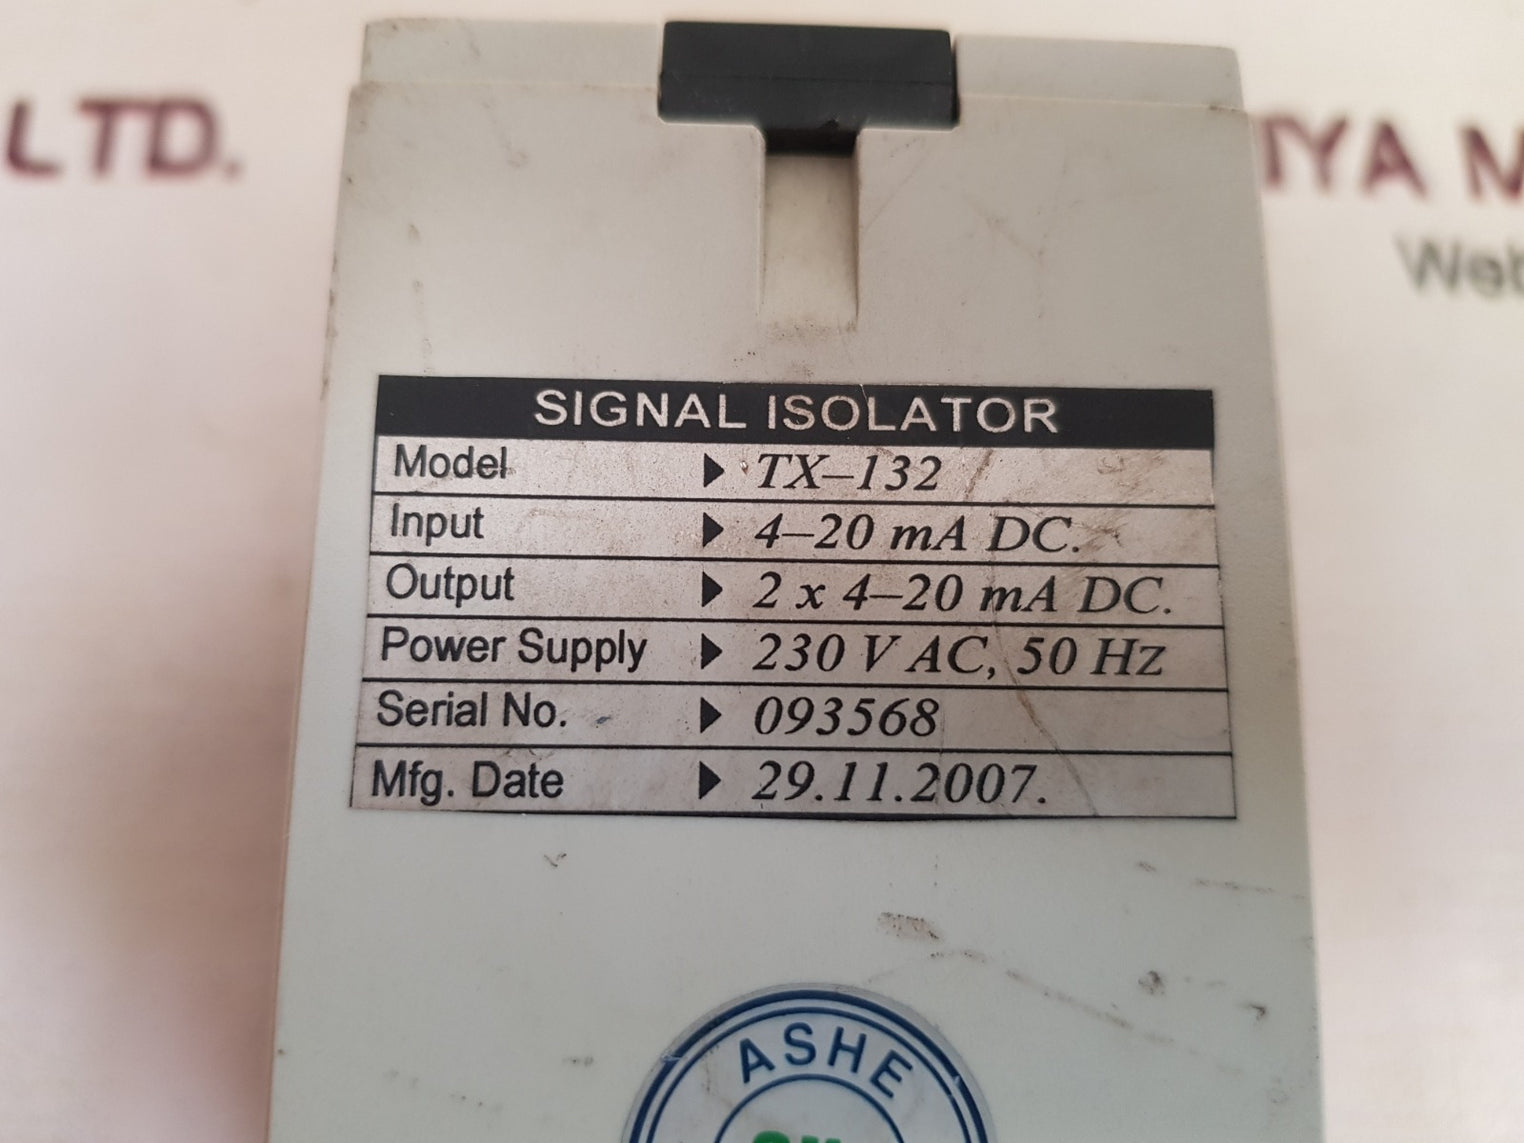 LTD.
IYA M
Web
SIGNAL ISOLATOR
Model ▶ TX–132
Input ▶ 4–20 mA DC.
Output ▶ 2 x 4–20 mA DC.
Power Supply ▶ 230 V AC, 50 Hz
Serial No. ▶ 093568
Mfg. Date ▶ 29.11.2007.
ASHE